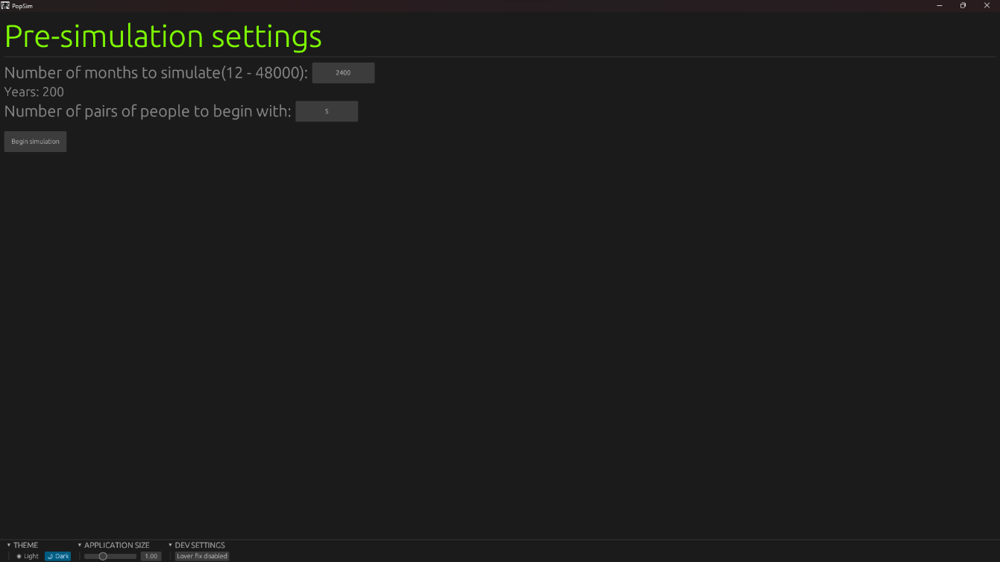 PopSim
Pre-simulation settings
Number of months to simulate(12 - 48000): 2400
Years: 200
Number of pairs of people to begin with: 5
Begin simulation
THEME APPLICATION SIZE DEV SETTINGS
Light Dark 1.00 Lover fix disabled